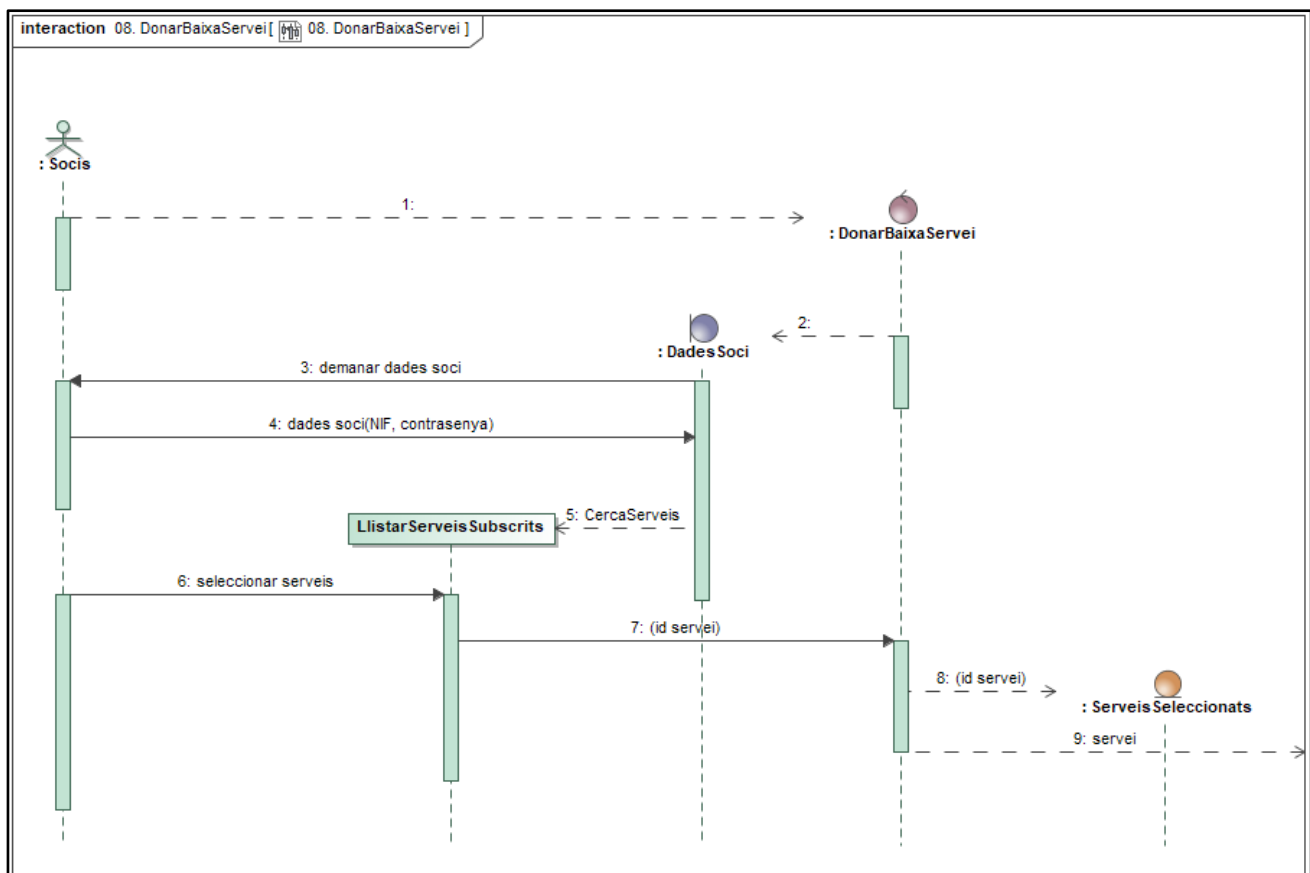 interaction 08. DonarBaixaServei[ 08. DonarBaixaServei ]
: Socis
1:
: DonarBaixaServei
2:
: DadesSoci
3: demanar dades soci
4: dades soci(NIF, contrasenya)
5: CercaServeis
LlistarServeisSubscrits
6: seleccionar serveis
7: (id servei)
8: (id servei)
: ServeisSeleccionats
9: servei